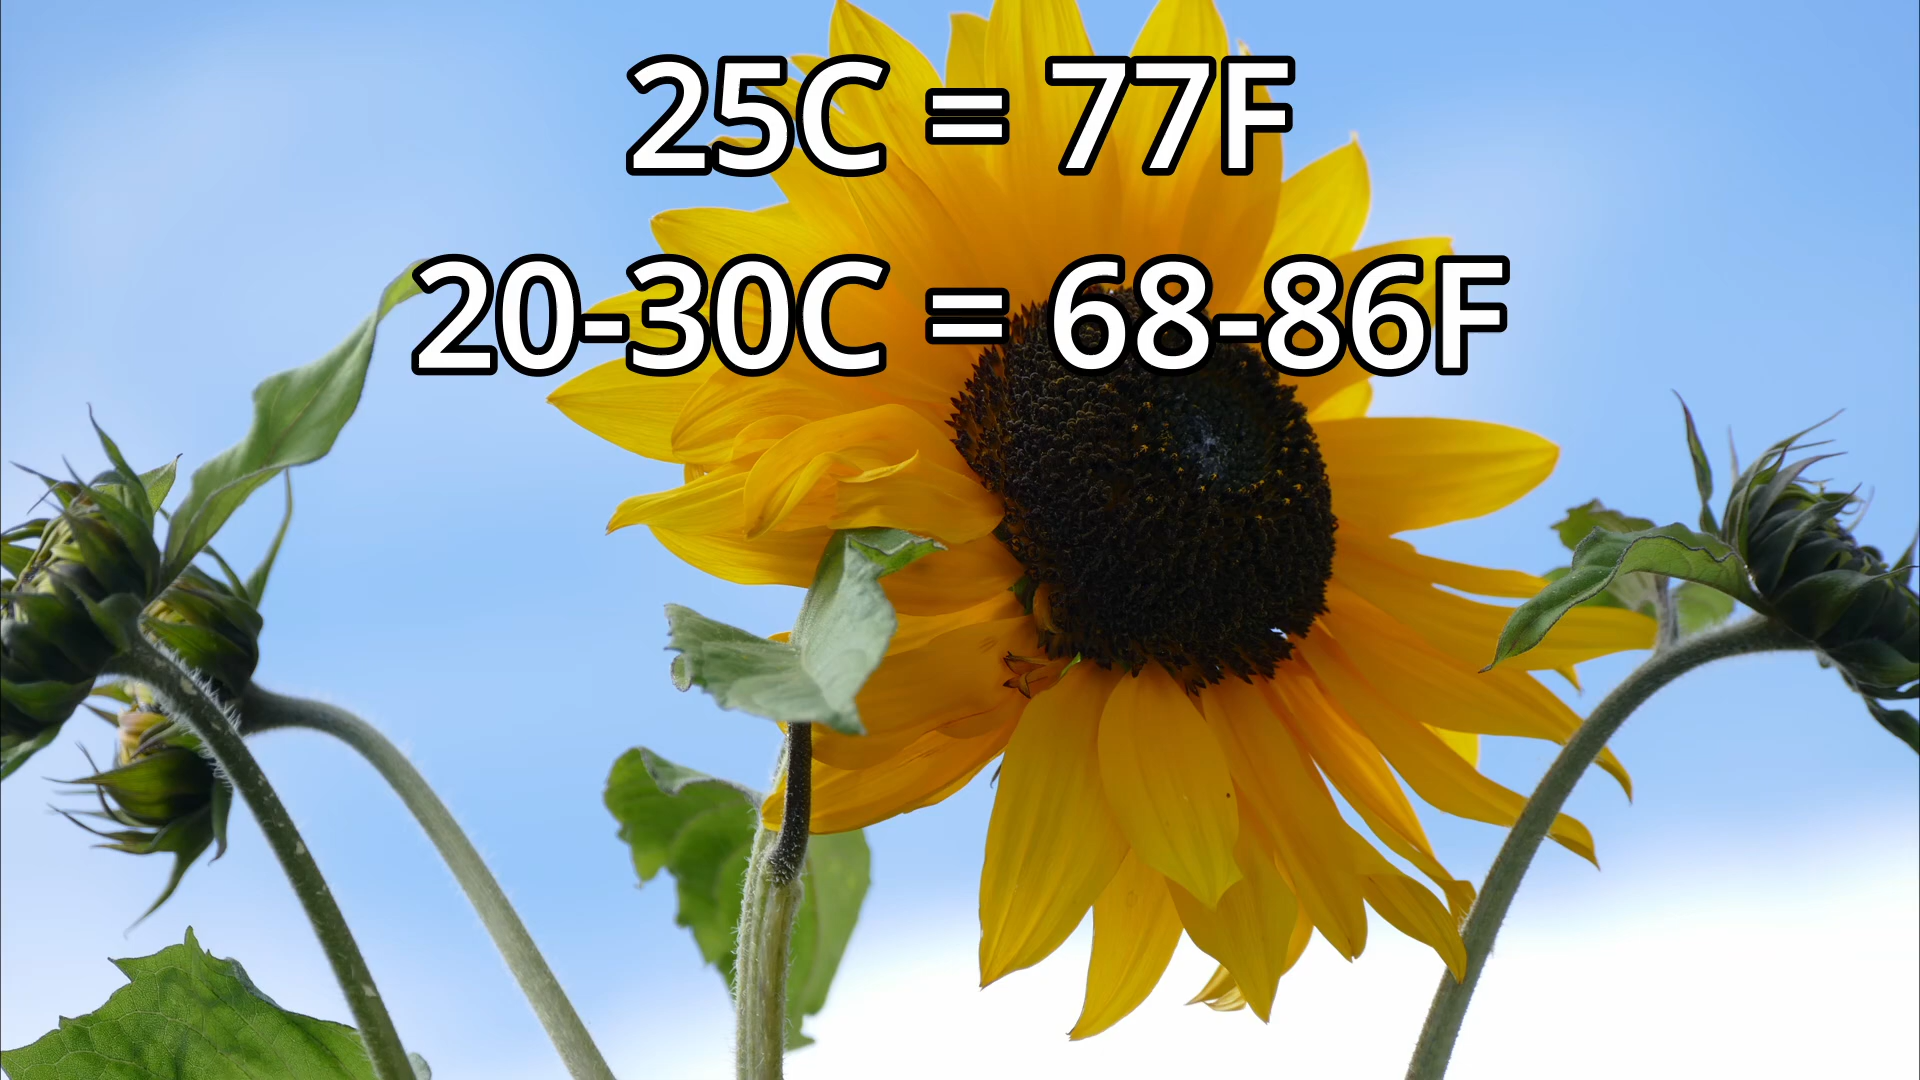 25C = 77F
20-30C = 68-86F